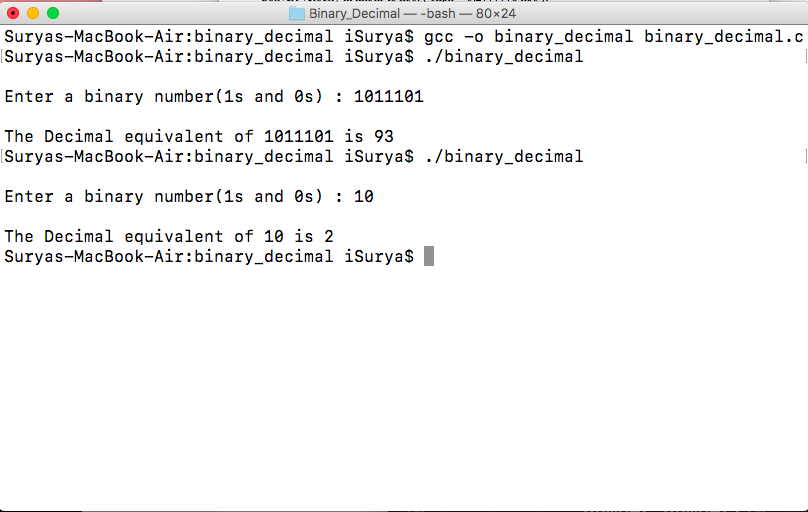 Binary_Decimal — -bash — 80×24
Suryas-MacBook-Air:binary_decimal iSurya$ gcc -o binary_decimal binary_decimal.c
[Suryas-MacBook-Air:binary_decimal iSurya$ ./binary_decimal ]
Enter a binary number(1s and 0s) : 1011101
The Decimal equivalent of 1011101 is 93
[Suryas-MacBook-Air:binary_decimal iSurya$ ./binary_decimal ]
Enter a binary number(1s and 0s) : 10
The Decimal equivalent of 10 is 2
Suryas-MacBook-Air:binary_decimal iSurya$